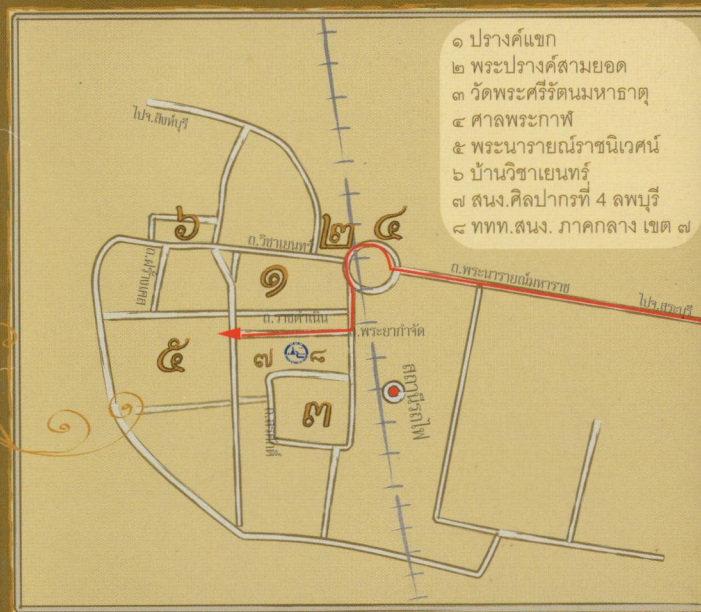 ๑ ปรางค์แขก
๒ พระปรางค์สามยอด
๓ วัดพระศรีรัตนมหาธาตุ
๔ ศาลพระกาฬ
๕ พระนารายณ์ราชนิเวศน์
๖ บ้านวิชาเยนทร์
๗ สนง.ศิลปากรที่ 4 ลพบุรี
๘ ททท.สนง. ภาคกลาง เขต ๗
ไปจ.สิงห์บุรี
๖
ถ.วิชาเยนทร์
๒
๔
ถ.ฝรั่งเศส
๑
ถ.พระนารายณ์มหาราช
ไปจ.สระบุรี
ถ.ราชดำเนิน
ถ.พระยากำจัด
๕
๗
๘
สถานีรถไฟ
๓